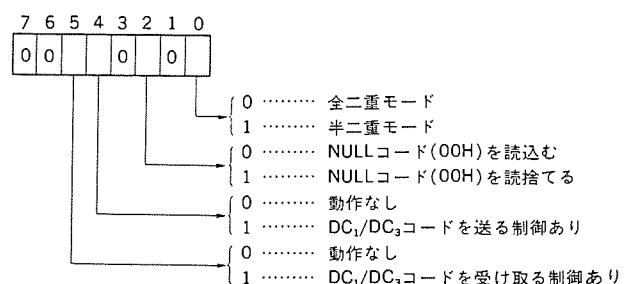 7 6 5 4 3 2 1 0
0 0 0 0
0 ……… 全二重モード
1 ……… 半二重モード
0 ……… NULLコード(00H)を読込む
1 ……… NULLコード(00H)を読捨てる
0 ……… 動作なし
1 ……… DC₁/DC₃コードを送る制御あり
0 ……… 動作なし
1 ……… DC₁/DC₃コードを受け取る制御あり